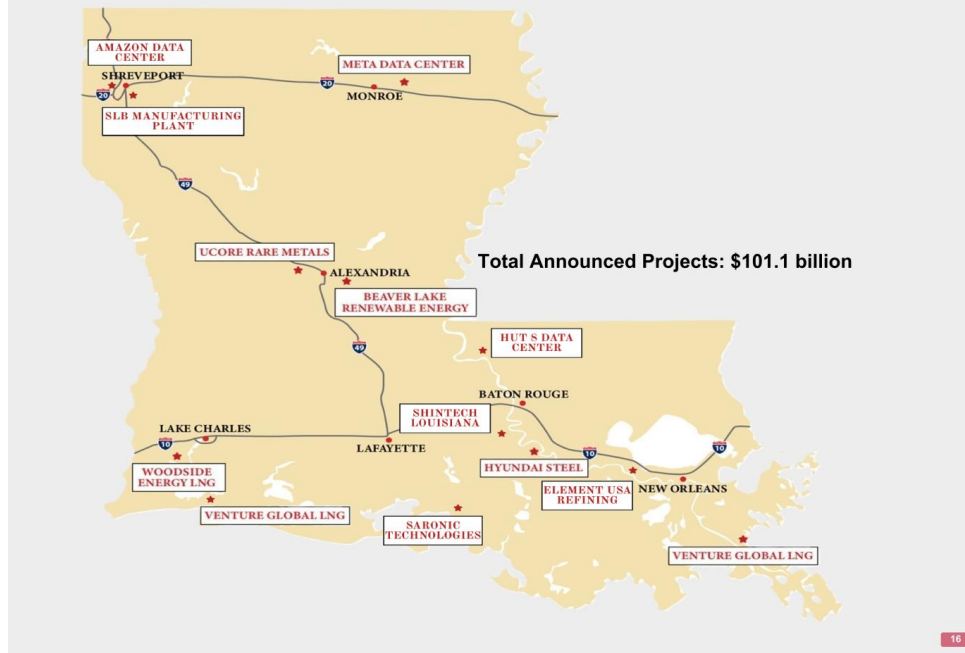 AMAZON DATA
CENTER
SHREVEPORT
META DATA CENTER
20
20
MONROE
SLB MANUFACTURING
PLANT
49
UCORE RARE METALS
ALEXANDRIA
Total Announced Projects: $101.1 billion
BEAVER LAKE
RENEWABLE ENERGY
49
HUT 8 DATA
CENTER
BATON ROUGE
SHINTECH
LOUISIANA
LAKE CHARLES
10
LAFAYETTE
10
10
HYUNDAI STEEL
WOODSIDE
ENERGY LNG
ELEMENT USA
REFINING
NEW ORLEANS
VENTURE GLOBAL LNG
SARONIC
TECHNOLOGIES
VENTURE GLOBAL LNG
16